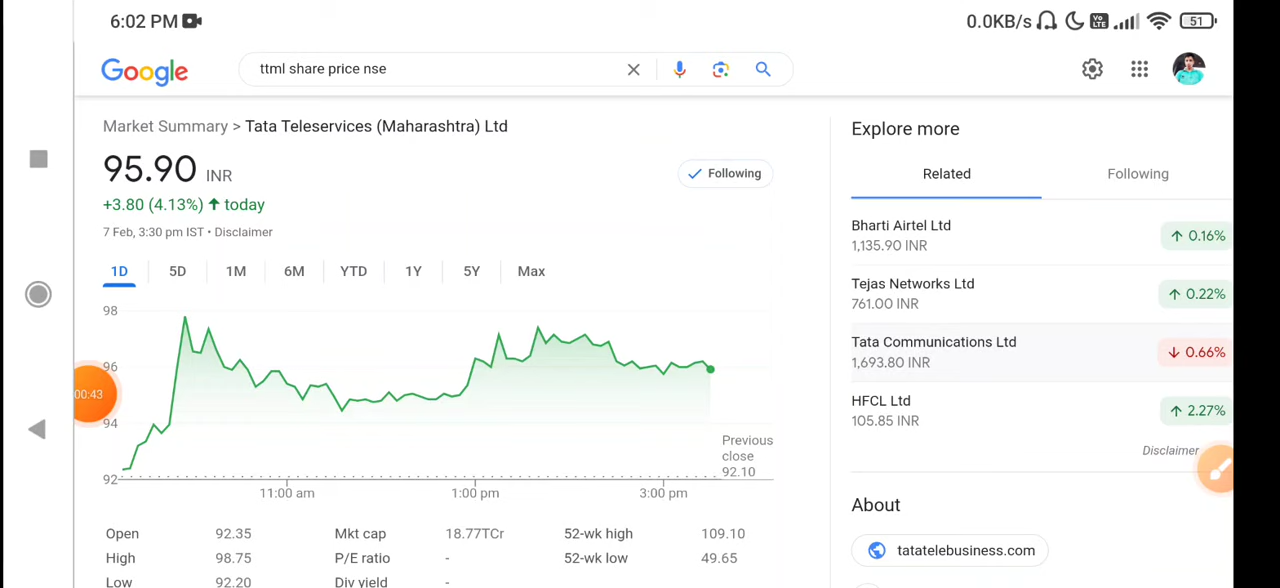 6:02 PM
0.0KB/s
Vo LTE
51
Google
ttml share price nse
Market Summary > Tata Teleservices (Maharashtra) Ltd
95.90 INR
Following
+3.80 (4.13%) ↑ today
7 Feb, 3:30 pm IST • Disclaimer
1D 5D 1M 6M YTD 1Y 5Y Max
98
96
94
92
00:43
Previous
close
92.10
11:00 am 1:00 pm 3:00 pm
Open 92.35 Mkt cap 18.77TCr 52-wk high 109.10
High 98.75 P/E ratio - 52-wk low 49.65
Low 92.20 Div yield -
Explore more
Related Following
Bharti Airtel Ltd
1,135.90 INR
↑ 0.16%
Tejas Networks Ltd
761.00 INR
↑ 0.22%
Tata Communications Ltd
1,693.80 INR
↓ 0.66%
HFCL Ltd
105.85 INR
↑ 2.27%
Disclaimer
About
tatatelebusiness.com